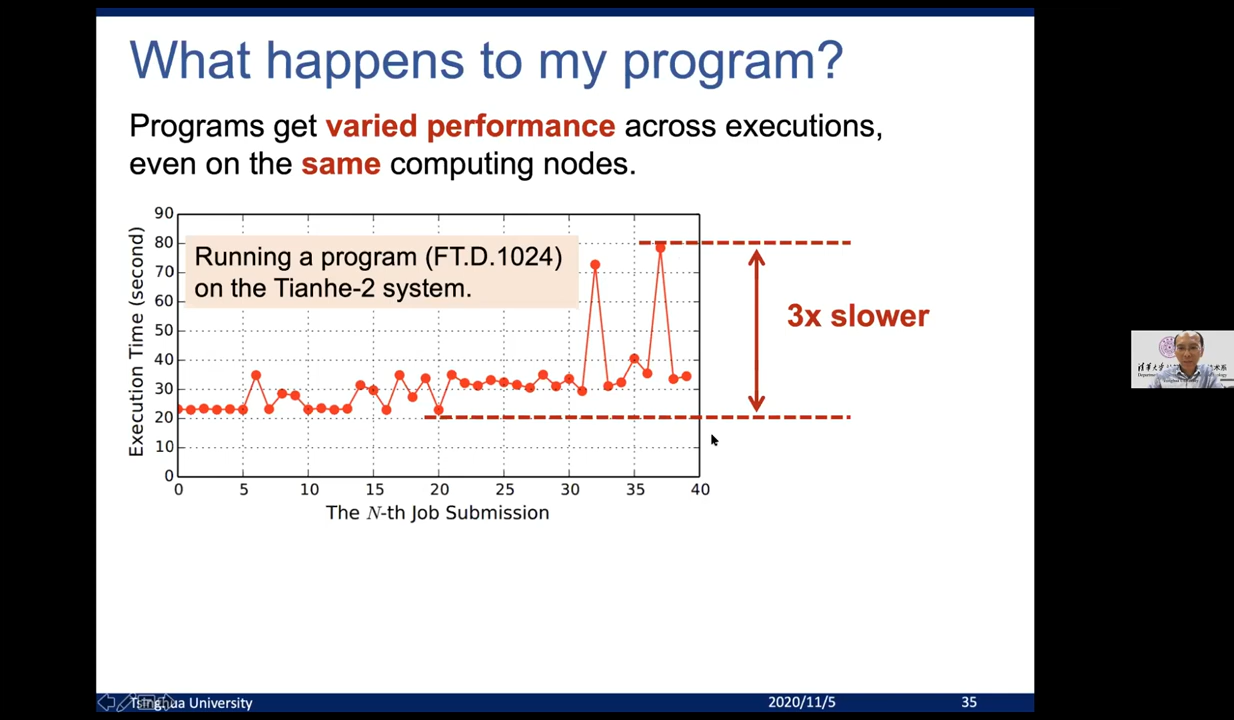 What happens to my program?
Programs get varied performance across executions,
even on the same computing nodes.
Execution Time (second)
90
80
70
60
50
40
30
20
10
0
Running a program (FT.D.1024)
on the Tianhe-2 system.
3x slower
0 5 10 15 20 25 30 35 40
The N-th Job Submission
Tsinghua University
2020/11/5
35